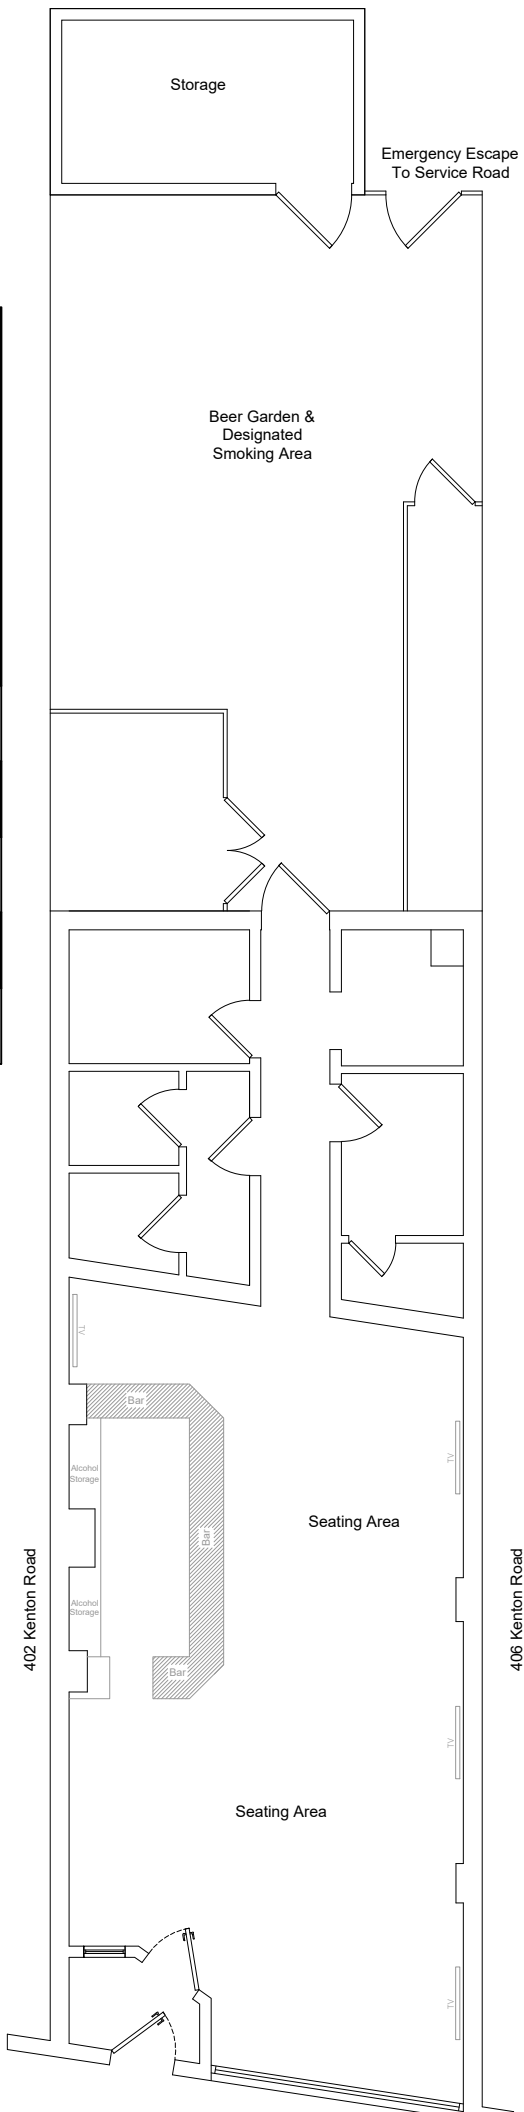 Storage
Emergency Escape
To Service Road
Beer Garden &
Designated
Smoking Area
TV
Bar
Alcohol
Storage
TV
Seating Area
Bar
402 Kenton Road
406 Kenton Road
Alcohol
Storage
Bar
TV
Seating Area
TV